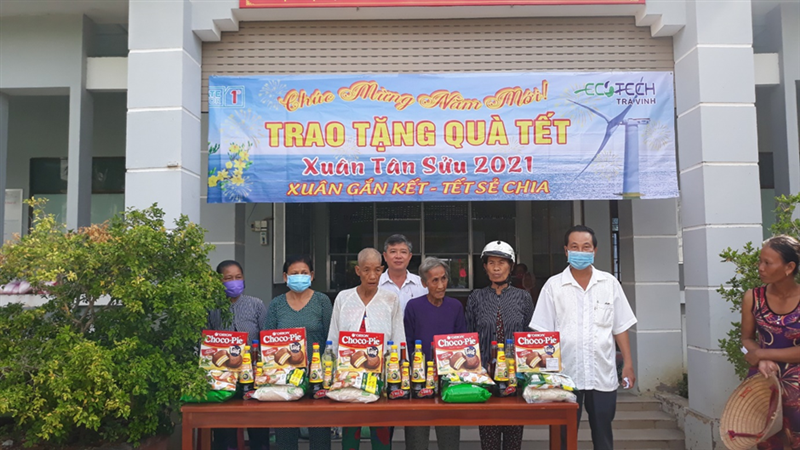 Chúc Mừng Năm Mới!
ECOTECH
TRÀ VINH
TRAO TẶNG QUÀ TẾT
Xuân Tân Sửu 2021
XUÂN GẮN KẾT - TẾT SẺ CHIA
Choco-Pie
Choco-Pie
Choco-Pie
Choco-Pie
Choco-Pie